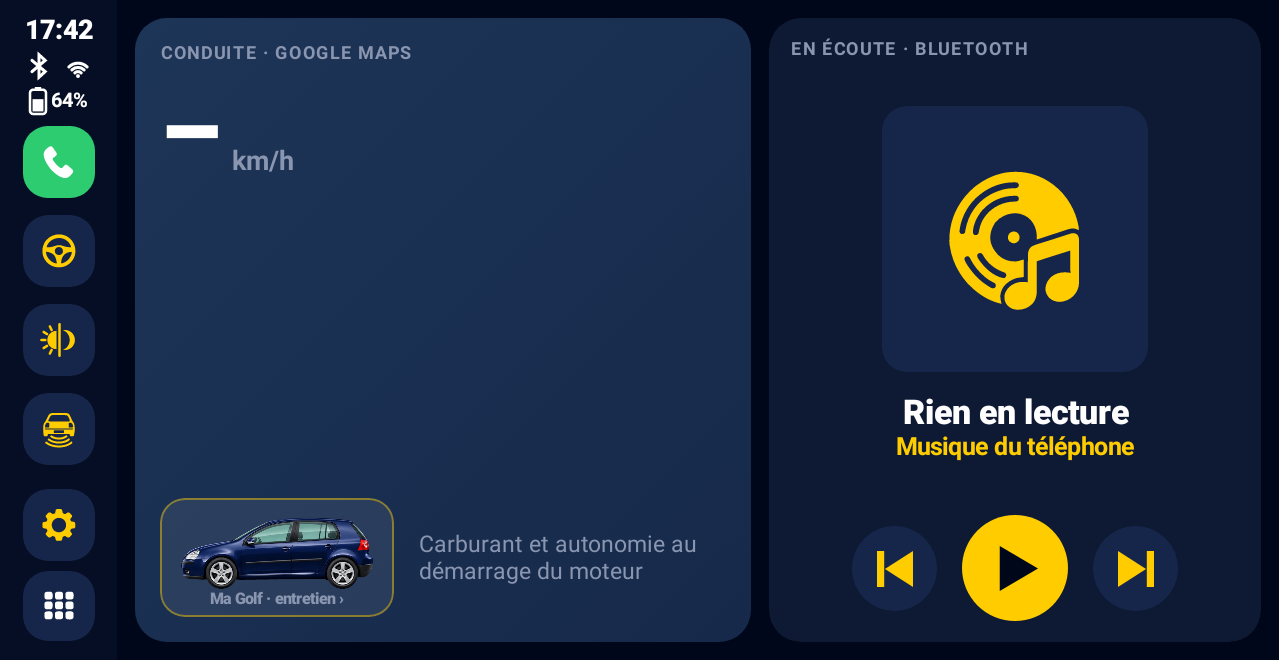 17:42
64%
CONDUITE · GOOGLE MAPS
— km/h
Ma Golf · entretien ›
Carburant et autonomie au
démarrage du moteur
EN ÉCOUTE · BLUETOOTH
Rien en lecture
Musique du téléphone